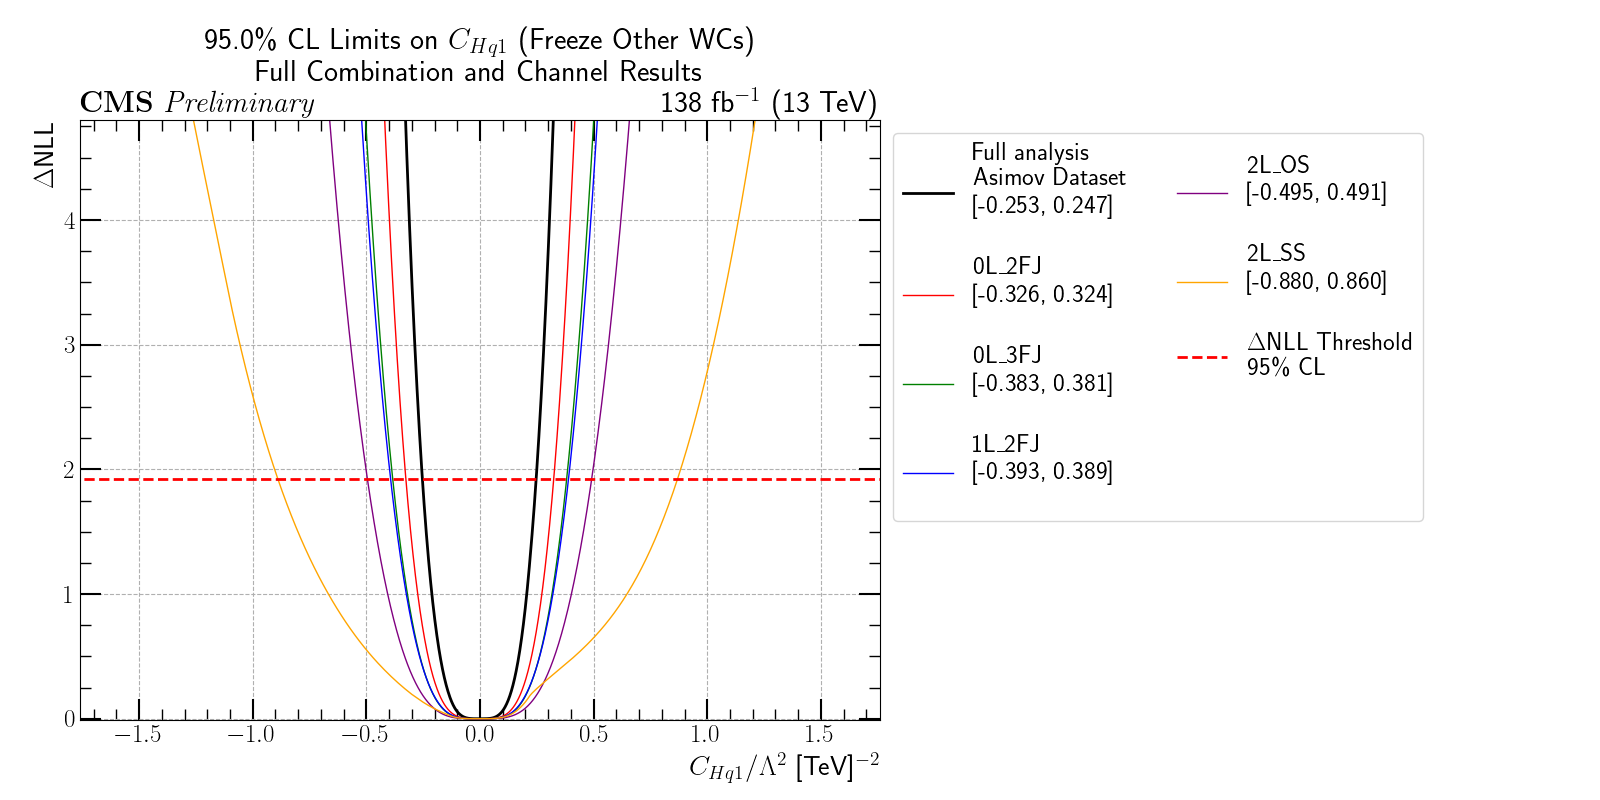 95.0% CL Limits on C_{Hq1} (Freeze Other WCs)
Full Combination and Channel Results
CMS Preliminary
138 fb^{-1} (13 TeV)
ΔNLL
4
3
2
1
0
−1.5
−1.0
−0.5
0.0
0.5
1.0
1.5
C_{Hq1}/Λ^2 [TeV]^{-2}
Full analysis
Asimov Dataset
[-0.253, 0.247]
0L_2FJ
[-0.326, 0.324]
0L_3FJ
[-0.383, 0.381]
1L_2FJ
[-0.393, 0.389]
2L_OS
[-0.495, 0.491]
2L_SS
[-0.880, 0.860]
ΔNLL Threshold
95% CL